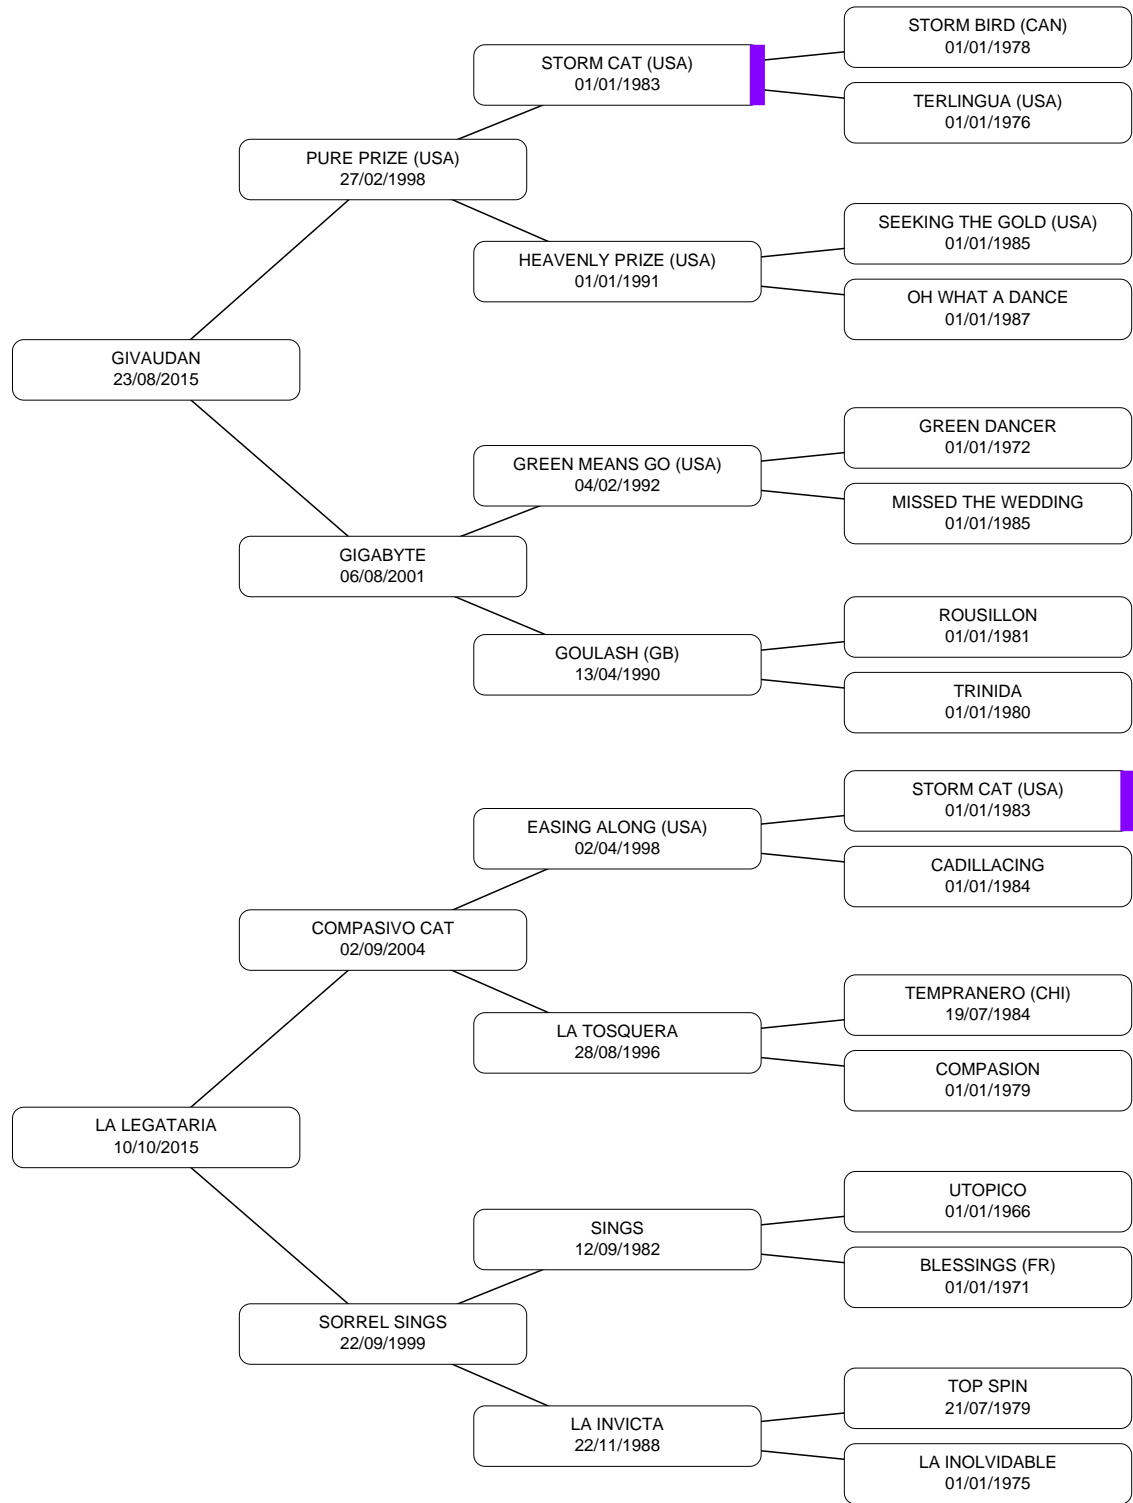 STORM BIRD (CAN)
01/01/1978
STORM CAT (USA)
01/01/1983
TERLINGUA (USA)
01/01/1976
PURE PRIZE (USA)
27/02/1998
SEEKING THE GOLD (USA)
01/01/1985
HEAVENLY PRIZE (USA)
01/01/1991
OH WHAT A DANCE
01/01/1987
GIVAUDAN
23/08/2015
GREEN DANCER
01/01/1972
GREEN MEANS GO (USA)
04/02/1992
MISSED THE WEDDING
01/01/1985
GIGABYTE
06/08/2001
ROUSILLON
01/01/1981
GOULASH (GB)
13/04/1990
TRINIDA
01/01/1980
STORM CAT (USA)
01/01/1983
EASING ALONG (USA)
02/04/1998
CADILLACING
01/01/1984
COMPASIVO CAT
02/09/2004
TEMPRANERO (CHI)
19/07/1984
LA TOSQUERA
28/08/1996
COMPASION
01/01/1979
LA LEGATARIA
10/10/2015
UTOPICO
01/01/1966
SINGS
12/09/1982
BLESSINGS (FR)
01/01/1971
SORREL SINGS
22/09/1999
TOP SPIN
21/07/1979
LA INVICTA
22/11/1988
LA INOLVIDABLE
01/01/1975